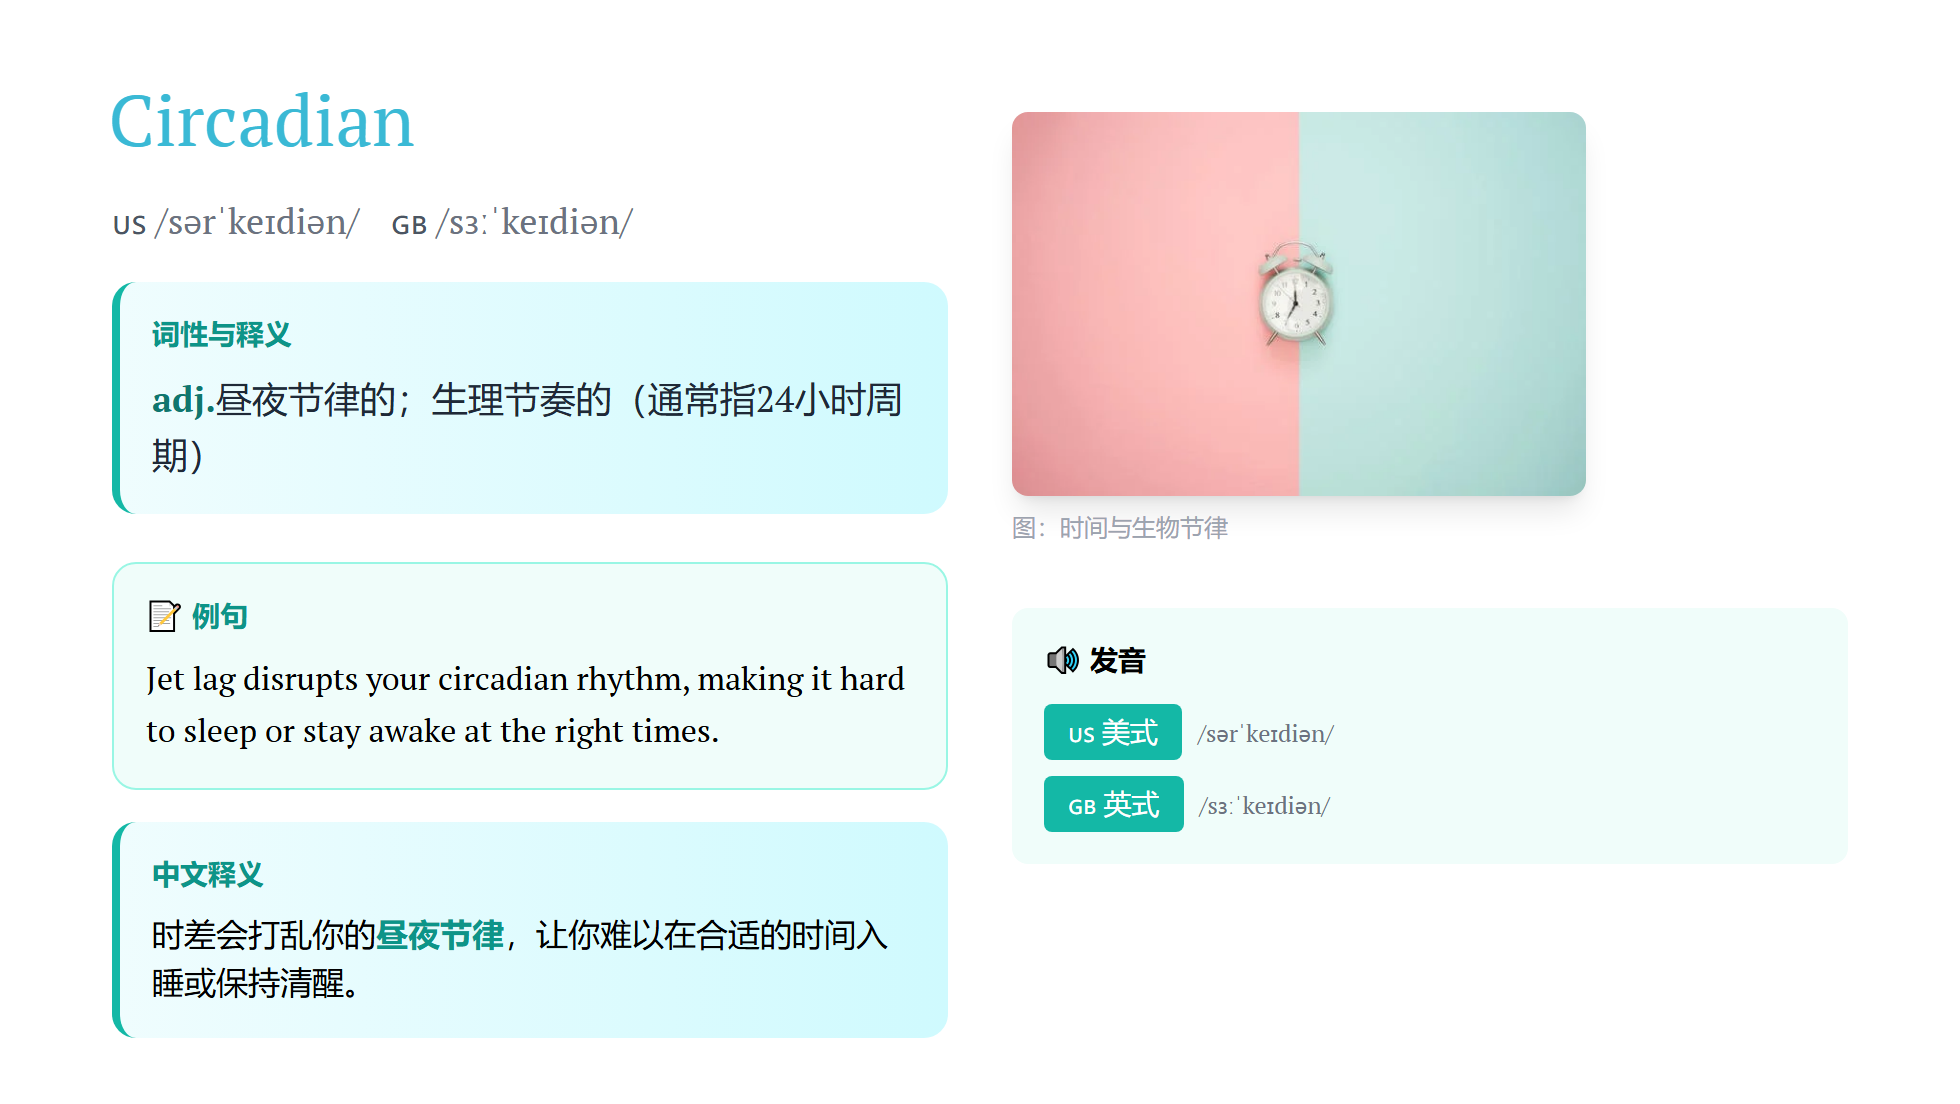 Circadian
US /sərˈkeɪdiən/ GB /sɜːˈkeɪdiən/
词性与释义
adj.昼夜节律的；生理节奏的（通常指24小时周
期）
📝 例句
Jet lag disrupts your circadian rhythm, making it hard
to sleep or stay awake at the right times.
中文释义
时差会打乱你的昼夜节律，让你难以在合适的时间入
睡或保持清醒。
图：时间与生物节律
🔊 发音
US 美式 /sərˈkeɪdiən/
GB 英式 /sɜːˈkeɪdiən/